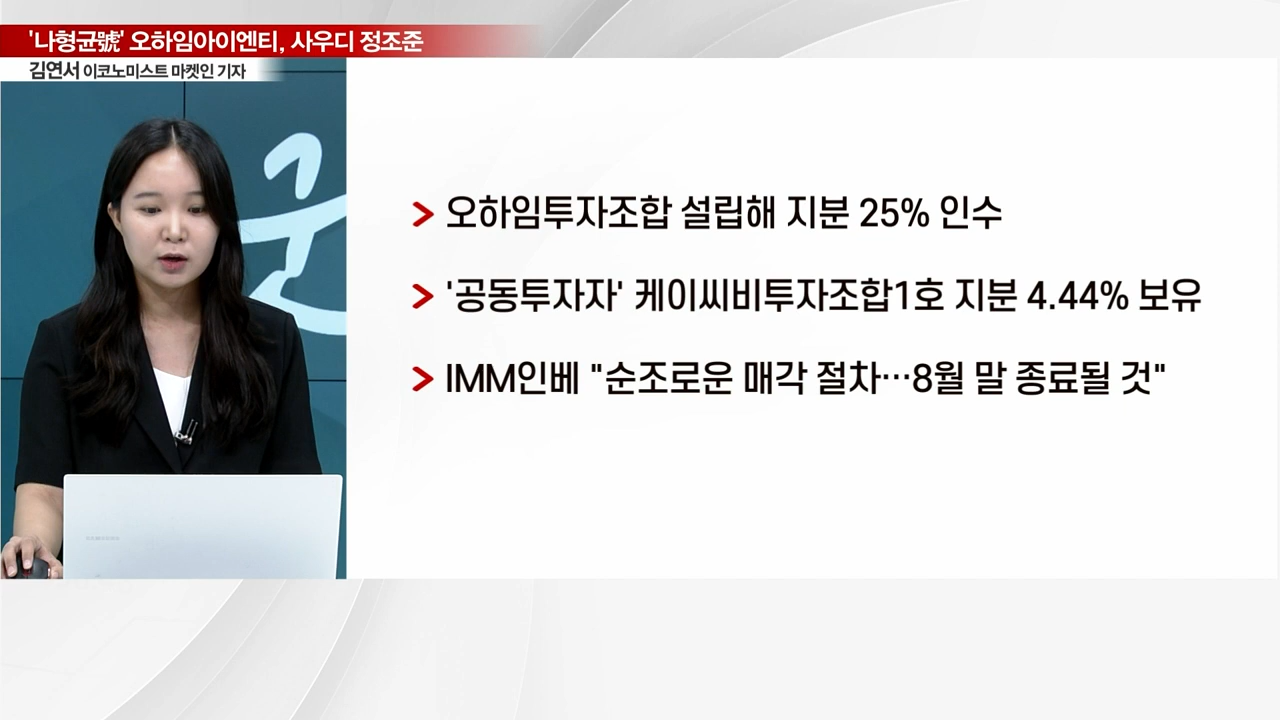 '나형균號' 오하임아이엔티, 사우디 정조준
김연서 이코노미스트 마켓인 기자
오하임투자조합 설립해 지분 25% 인수
'공동투자자' 케이씨비투자조합1호 지분 4.44% 보유
IMM인베 "순조로운 매각 절차…8월 말 종료될 것"